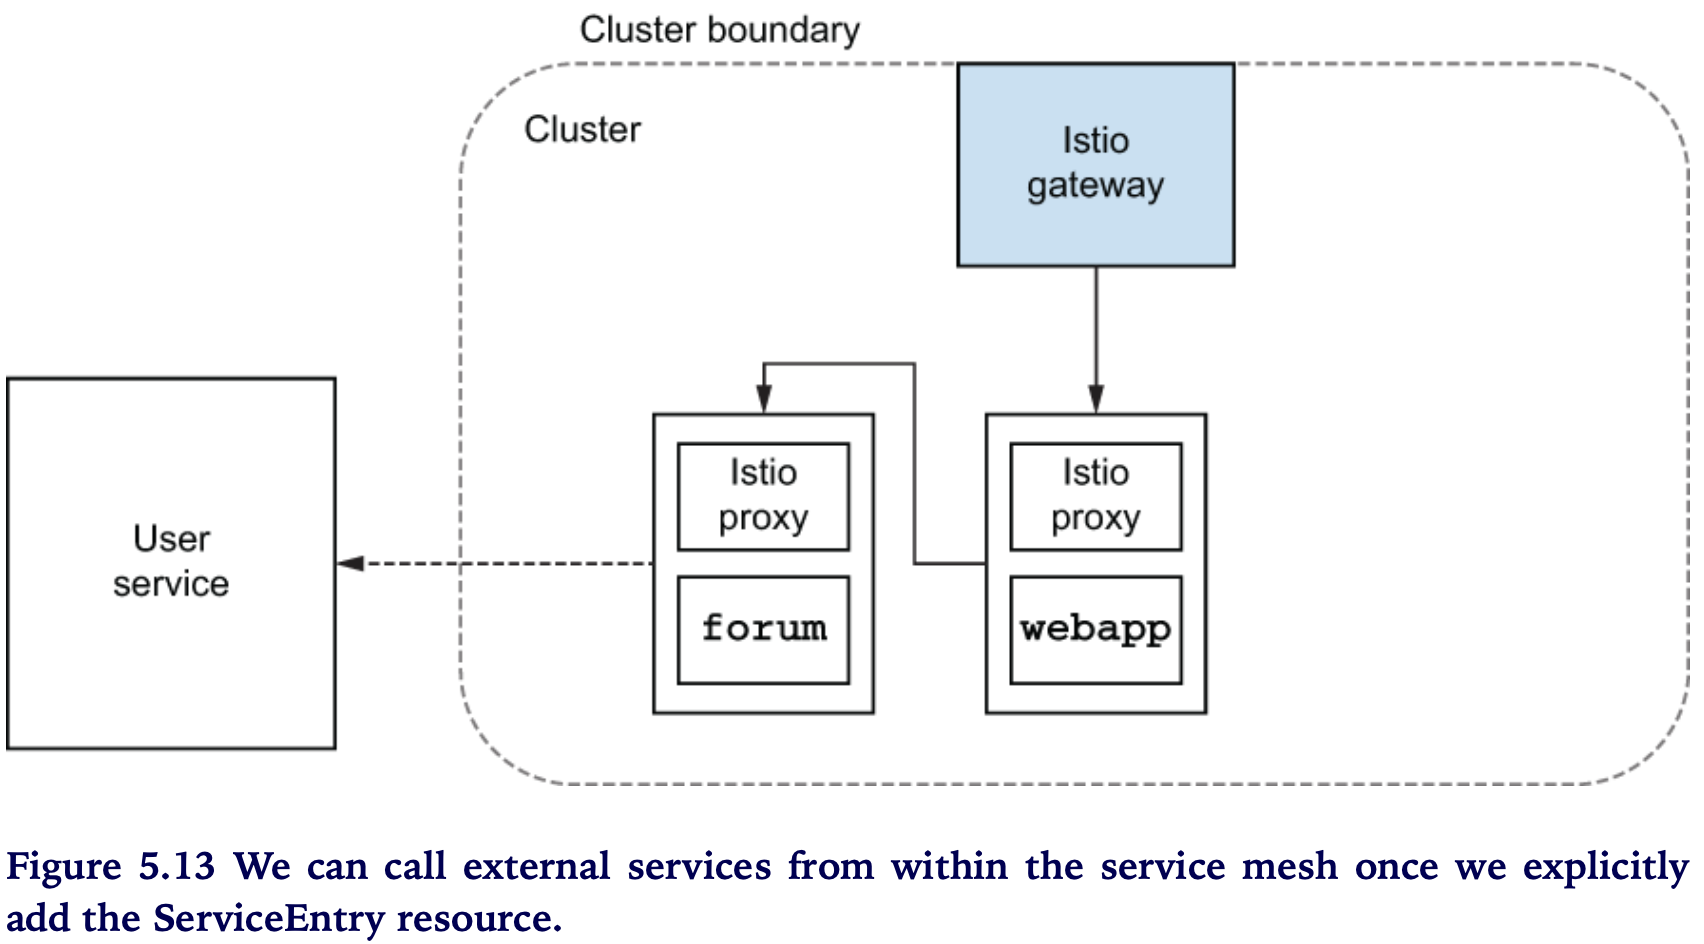 Cluster boundary
Cluster
Istio
gateway
User
service
Istio
proxy
forum
Istio
proxy
webapp
Figure 5.13 We can call external services from within the service mesh once we explicitly
add the ServiceEntry resource.